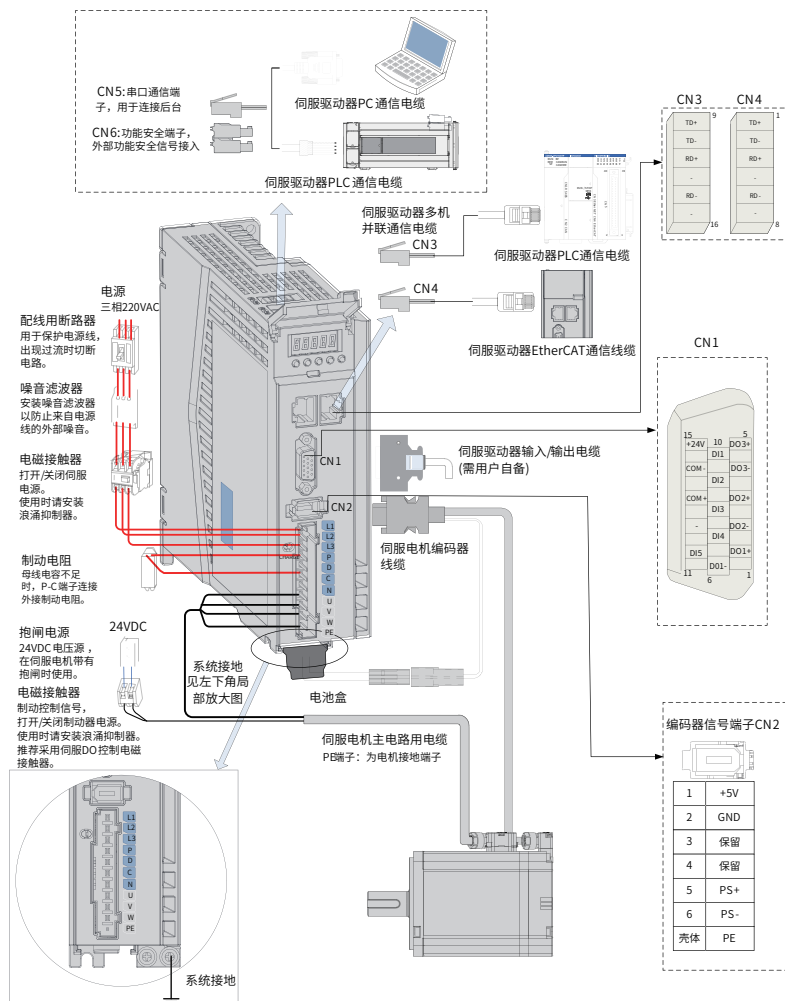 CN5:串口通信端
子，用于连接后台
CN6:功能安全端子，
外部功能安全信号接入
伺服驱动器PC通信电缆
伺服驱动器PLC通信电缆
CN3 CN4
9 1
TD+ TD+
TD- TD-
RD+ RD+
- -
RD- RD-
- -
16 8
伺服驱动器多机
并联通信电缆
CN3
伺服驱动器PLC通信电缆
CN4
伺服驱动器EtherCAT通信线缆
电源
三相220VAC
配线用断路器
用于保护电源线，
出现过流时切断
电路。
噪音滤波器
安装噪音滤波器
以防止来自电源
线的外部噪音。
电磁接触器
打开/关闭伺服
电源。
使用时请安装
浪涌抑制器。
制动电阻
母线电容不足
时，P-C端子连接
外接制动电阻。
抱闸电源
24VDC电压源，
在伺服电机带有
抱闸时使用。
24VDC
电磁接触器
制动控制信号，
打开/关闭制动器电源。
使用时请安装浪涌抑制器。
推荐采用伺服DO控制电磁
接触器。
CN1
CN2
CHARGE
L1
L2
L3
P
D
C
N
U
V
W
PE
伺服驱动器输入/输出电缆
(需用户自备)
伺服电机编码器
线缆
系统接地
见左下角局
部放大图
电池盒
伺服电机主电路用电缆
PE端子：为电机接地端子
CN1
15 10 5
+24V DO3+
DI1
COM- DO3-
DI2
COM+ DO2+
DI3
- DO2-
DI4
DI5 DO1+
D01-
11 6 1
编码器信号端子CN2
1 +5V
2 GND
3 保留
4 保留
5 PS+
6 PS-
壳体 PE
L1
L2
L3
P
D
C
N
U
V
W
PE
系统接地